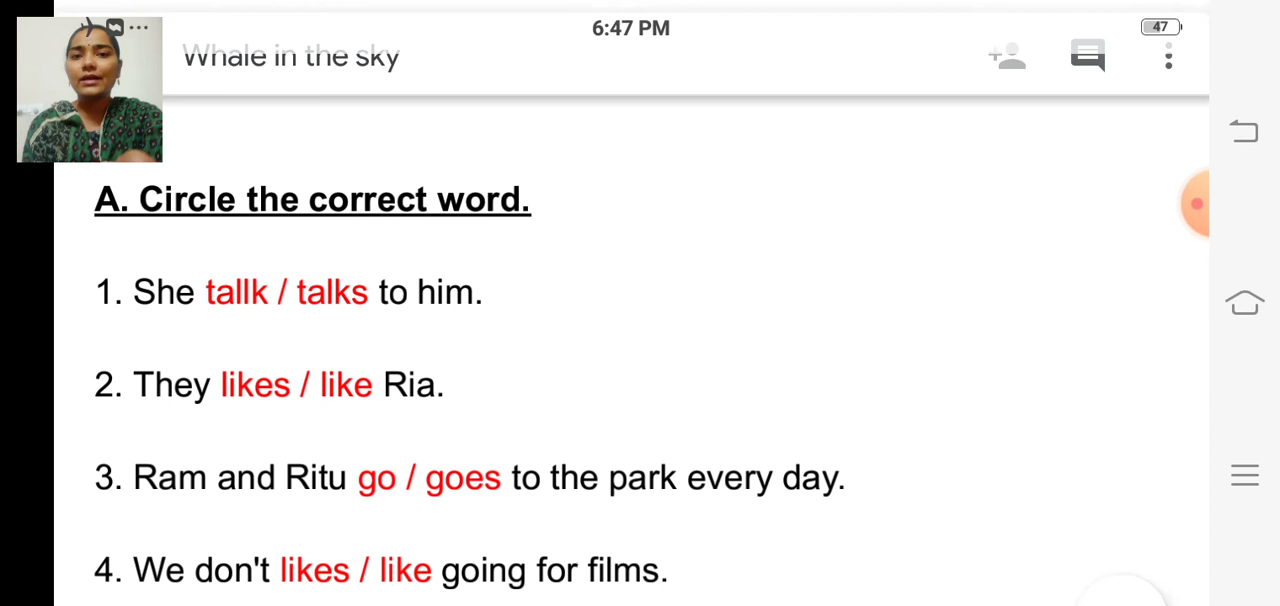 6:47 PM
47
Whale in the sky
A. Circle the correct word.
1. She tallk / talks to him.
2. They likes / like Ria.
3. Ram and Ritu go / goes to the park every day.
4. We don't likes / like going for films.